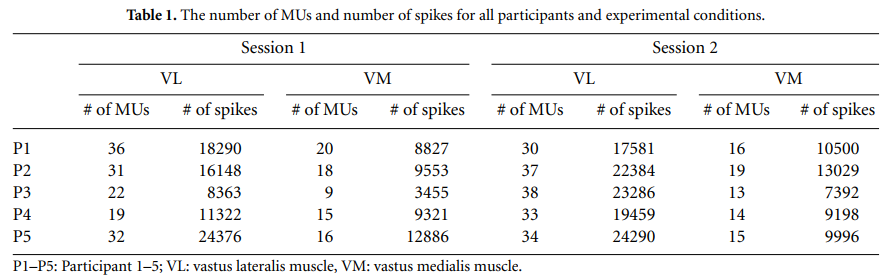 Table 1. The number of MUs and number of spikes for all participants and experimental conditions.
Session 1 Session 2
VL VM VL VM
# of MUs # of spikes # of MUs # of spikes # of MUs # of spikes # of MUs # of spikes
P1 36 18290 20 8827 30 17581 16 10500
P2 31 16148 18 9553 37 22384 19 13029
P3 22 8363 9 3455 38 23286 13 7392
P4 19 11322 15 9321 33 19459 14 9198
P5 32 24376 16 12886 34 24290 15 9996
P1–P5: Participant 1–5; VL: vastus lateralis muscle, VM: vastus medialis muscle.